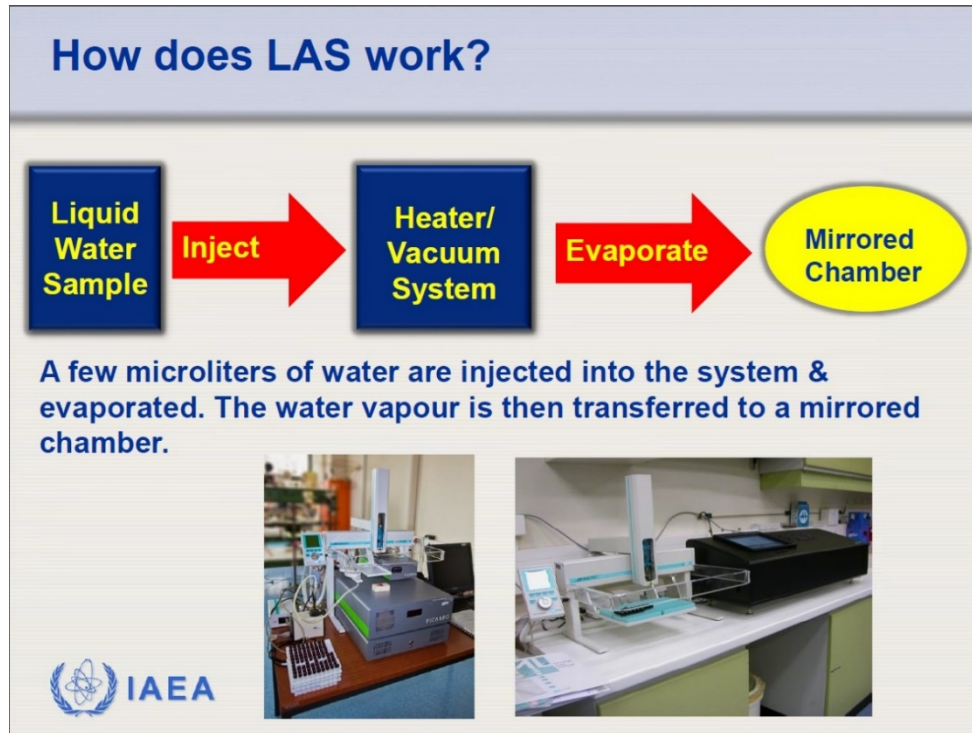 How does LAS work?
Liquid
Water
Sample
Inject
Heater/
Vacuum
System
Evaporate
Mirrored
Chamber
A few microliters of water are injected into the system &
evaporated. The water vapour is then transferred to a mirrored
chamber.
PICARRO
IAEA